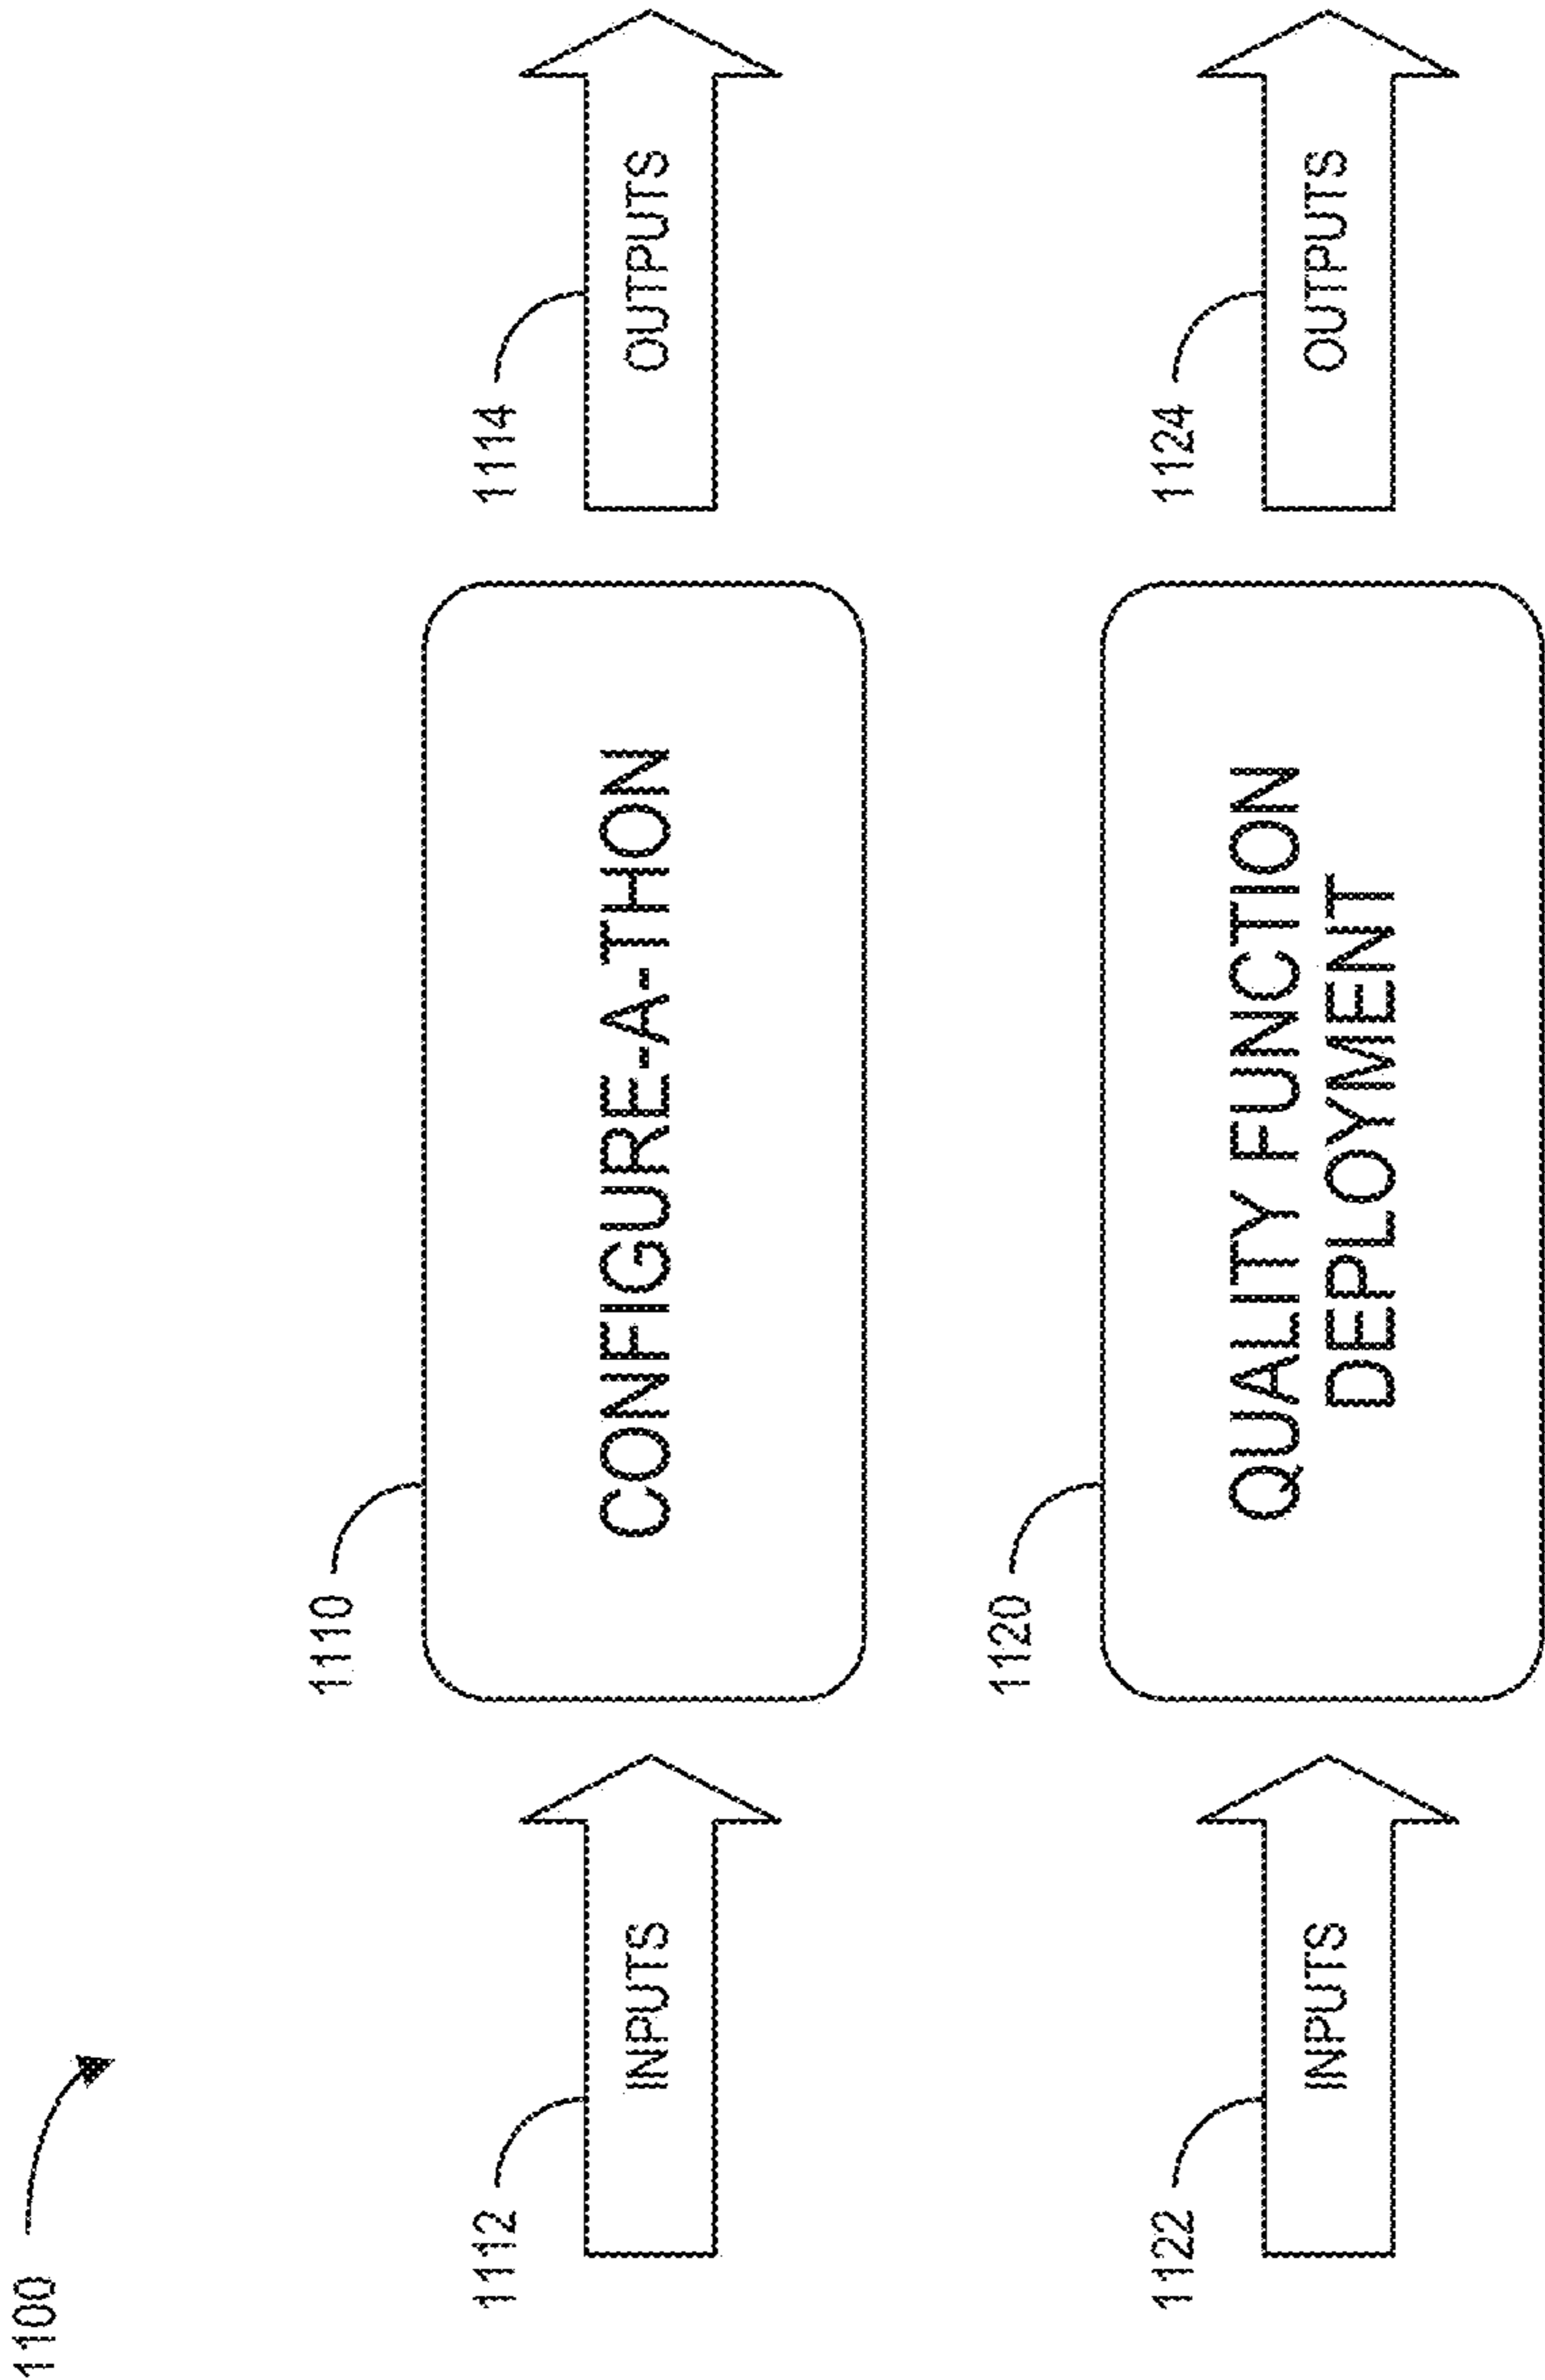 1100
1110
1112
INPUTS
CONFIGURE-A-THON
1114
OUTPUTS
1120
1122
INPUTS
QUALITY FUNCTION
DEPLOYMENT
1124
OUTPUTS